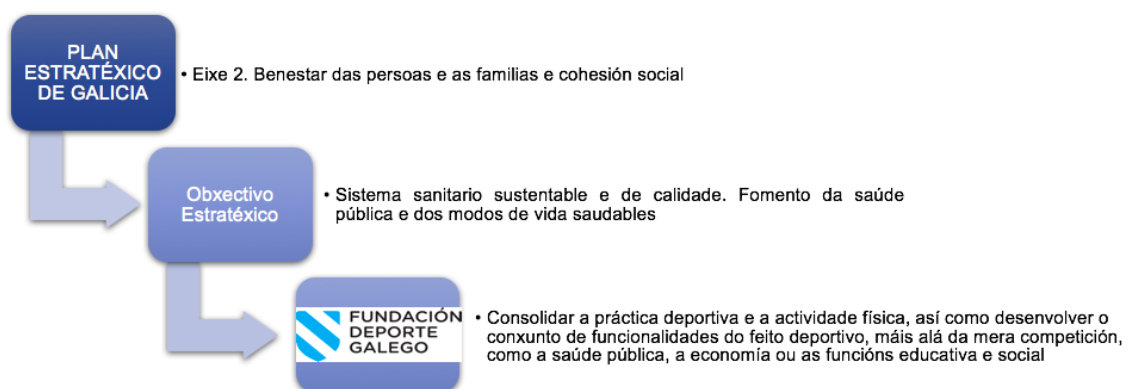 PLAN
ESTRATÉXICO
DE GALICIA
• Eixe 2. Benestar das persoas e as familias e cohesión social
Obxectivo
Estratéxico
• Sistema sanitario sustentable e de calidade. Fomento da saúde
pública e dos modos de vida saudables
FUNDACIÓN
DEPORTE
GALEGO
• Consolidar a práctica deportiva e a actividade física, así como desenvolver o
conxunto de funcionalidades do feito deportivo, máis alá da mera competición,
como a saúde pública, a economía ou as funcións educativa e social